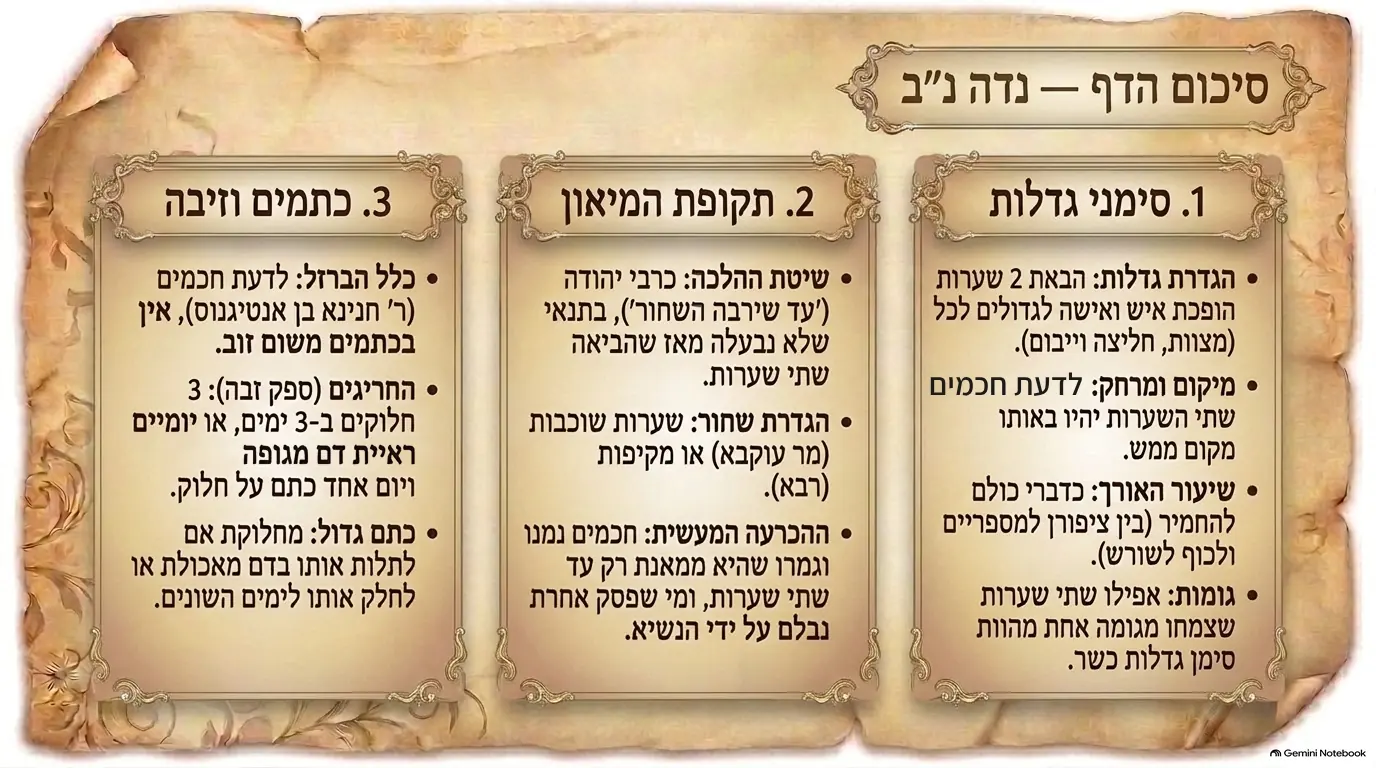 סיכום הדף — נדה נ"ב
1. סימני גדלות
• הגדרת גדלות: הבאת 2 שערות
הופכת איש ואישה לגדולים לכל
(מצוות, חליצה וייבום).
• מיקום ומרחק: לדעת חכמים
שתי השערות יהיו באותו
מקום ממש.
• שיעור האורך: כדברי כולם
להחמיר (בין ציפורן למספריים
ולכוף לשורש).
• גומות: אפילו שתי שערות
שצמחו מגומה אחת מהוות
סימן גדלות כשר.
2. תקופת המיאון
• שיטת ההלכה: כרבי יהודה
('עד שירבה השחור'), בתנאי
שלא נבעלה מאז שהביאה
שתי שערות.
• הגדרת שחור: שערות שוכבות
(מר עוקבא) או מקיפות
(רבא).
• ההכרעה המעשית: חכמים נמנו
וגמרו שהיא ממאנת רק עד
שתי שערות, ומי שפסק אחרת
נבלם על ידי הנשיא.
3. כתמים וזיבה
• כלל הברזל: לדעת חכמים
(ר' חנינא בן אנטיגנוס), אין
בכתמים משום זוב.
• החריגים (ספק זבה): 3
חלוקים ב-3 ימים, או יומיים
ראיית דם מגופה
ויום אחד כתם על חלוק.
• כתם גדול: מחלוקת אם
לתלות אותו בדם מאכולת או
לחלק אותו לימים השונים.
Gemini Notebook